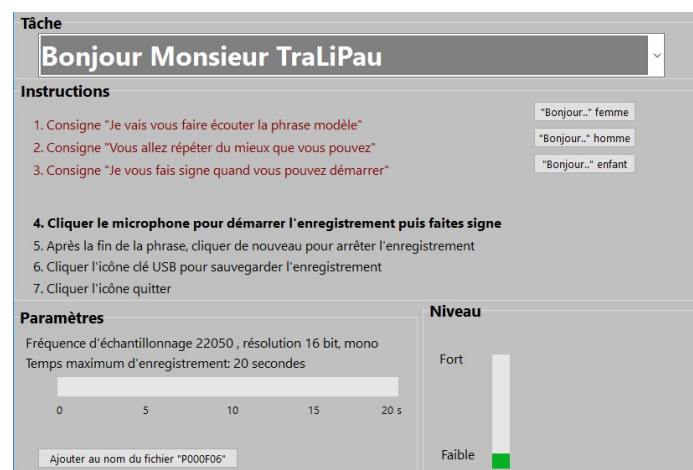 Tâche
Bonjour Monsieur TraLiPau
Instructions
"Bonjour.." femme
1. Consigne "Je vais vous faire écouter la phrase modèle"
"Bonjour.." homme
2. Consigne "Vous allez répéter du mieux que vous pouvez"
"Bonjour.." enfant
3. Consigne "Je vous fais signe quand vous pouvez démarrer"
4. Cliquer le microphone pour démarrer l'enregistrement puis faites signe
5. Après la fin de la phrase, cliquer de nouveau pour arrêter l'enregistrement
6. Cliquer l'icône clé USB pour sauvegarder l'enregistrement
7. Cliquer l'icône quitter
Paramètres
Fréquence d'échantillonnage 22050 , résolution 16 bit, mono
Temps maximum d'enregistrement: 20 secondes
0 5 10 15 20 s
Ajouter au nom du fichier "P000F06"
Niveau
Fort
Faible